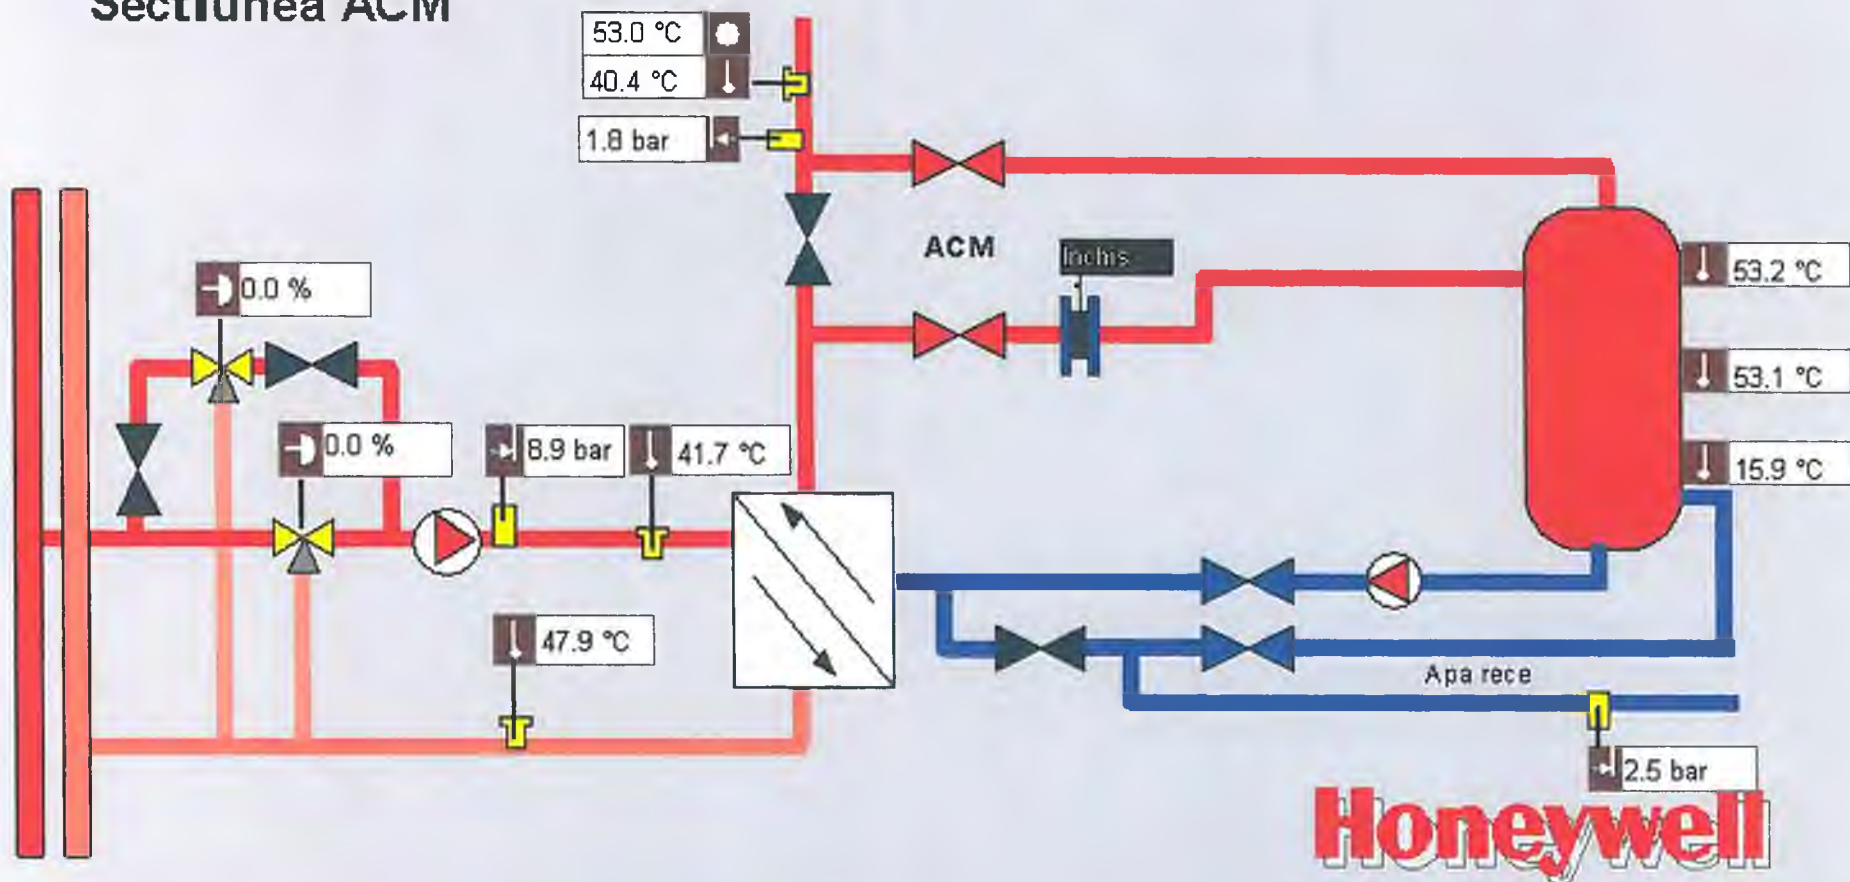 Sectiunea ACM
53.0 °C
40.4 °C
1.8 bar
ACM
Inchis
53.2 °C
0.0 %
53.1 °C
0.0 %
8.9 bar
41.7 °C
15.9 °C
47.9 °C
Apa rece
2.5 bar
Honeywell